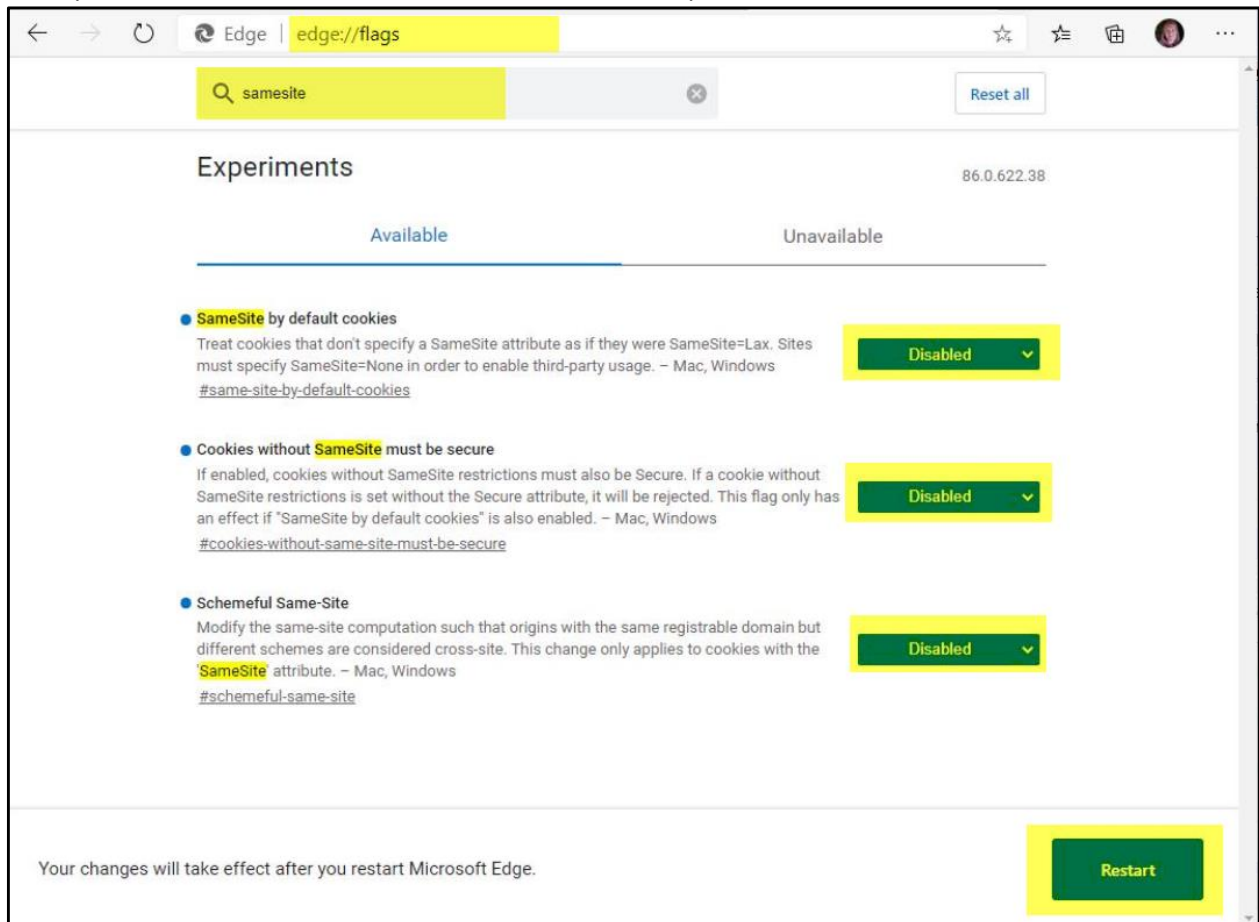 Edge | edge://flags
samesite
Reset all
Experiments
86.0.622.38
Available
Unavailable
SameSite by default cookies
Treat cookies that don't specify a SameSite attribute as if they were SameSite=Lax. Sites
must specify SameSite=None in order to enable third-party usage. – Mac, Windows
#same-site-by-default-cookies
Disabled
Cookies without SameSite must be secure
If enabled, cookies without SameSite restrictions must also be Secure. If a cookie without
SameSite restrictions is set without the Secure attribute, it will be rejected. This flag only has
an effect if "SameSite by default cookies" is also enabled. – Mac, Windows
#cookies-without-same-site-must-be-secure
Disabled
Schemeful Same-Site
Modify the same-site computation such that origins with the same registrable domain but
different schemes are considered cross-site. This change only applies to cookies with the
'SameSite' attribute. – Mac, Windows
#schemeful-same-site
Disabled
Your changes will take effect after you restart Microsoft Edge.
Restart